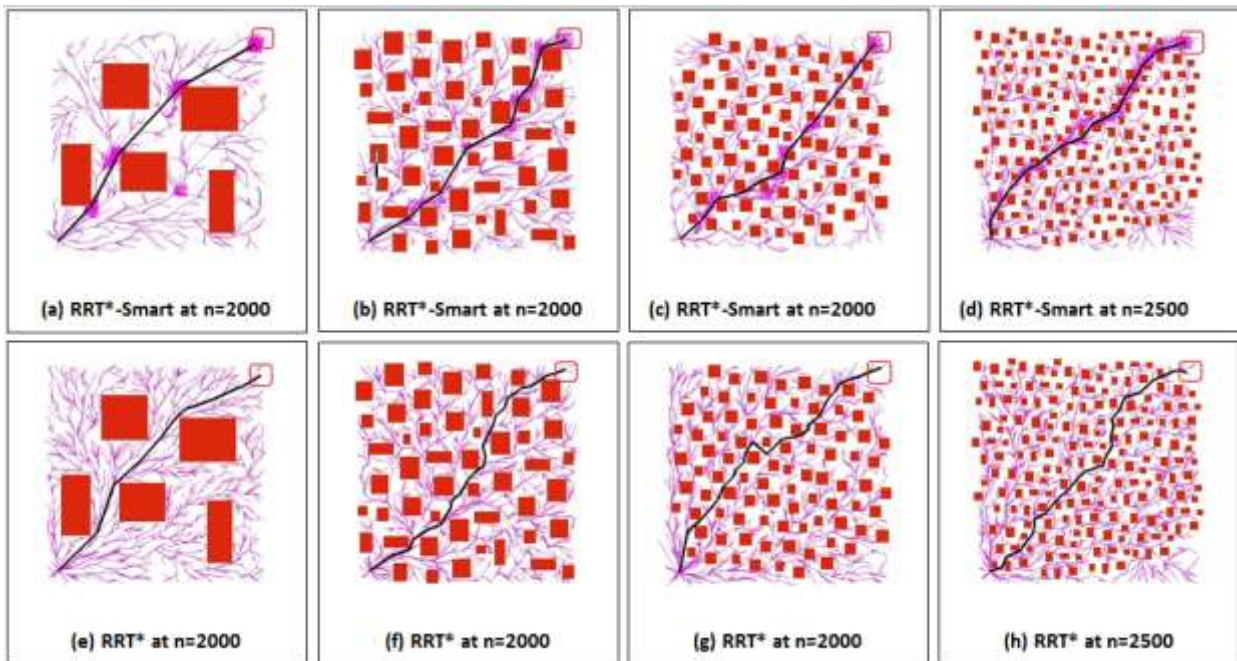 (a) RRT*-Smart at n=2000
(b) RRT*-Smart at n=2000
(c) RRT*-Smart at n=2000
(d) RRT*-Smart at n=2500
(e) RRT* at n=2000
(f) RRT* at n=2000
(g) RRT* at n=2000
(h) RRT* at n=2500